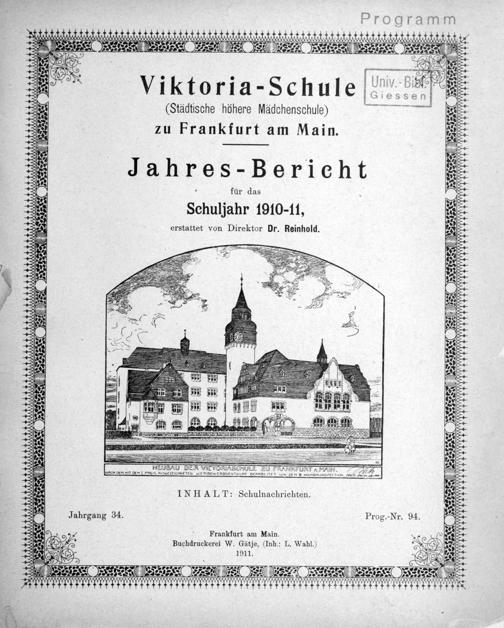 Programm
Viktoria-Schule
Univ.-Bibl.
Giessen
(Städtische höhere Mädchenschule)
zu Frankfurt am Main.
Jahres-Bericht
für das
Schuljahr 1910-11,
erstattet von Direktor Dr. Reinhold.
NEUBAU DER VICTORIASCHULE ZU FRANKFURT A. MAIN.
INHALT: Schulnachrichten.
Jahrgang 34.
Prog.-Nr. 94.
Frankfurt am Main.
Buchdruckerei W. Gätje, (Inh.: L. Wahl.)
1911.